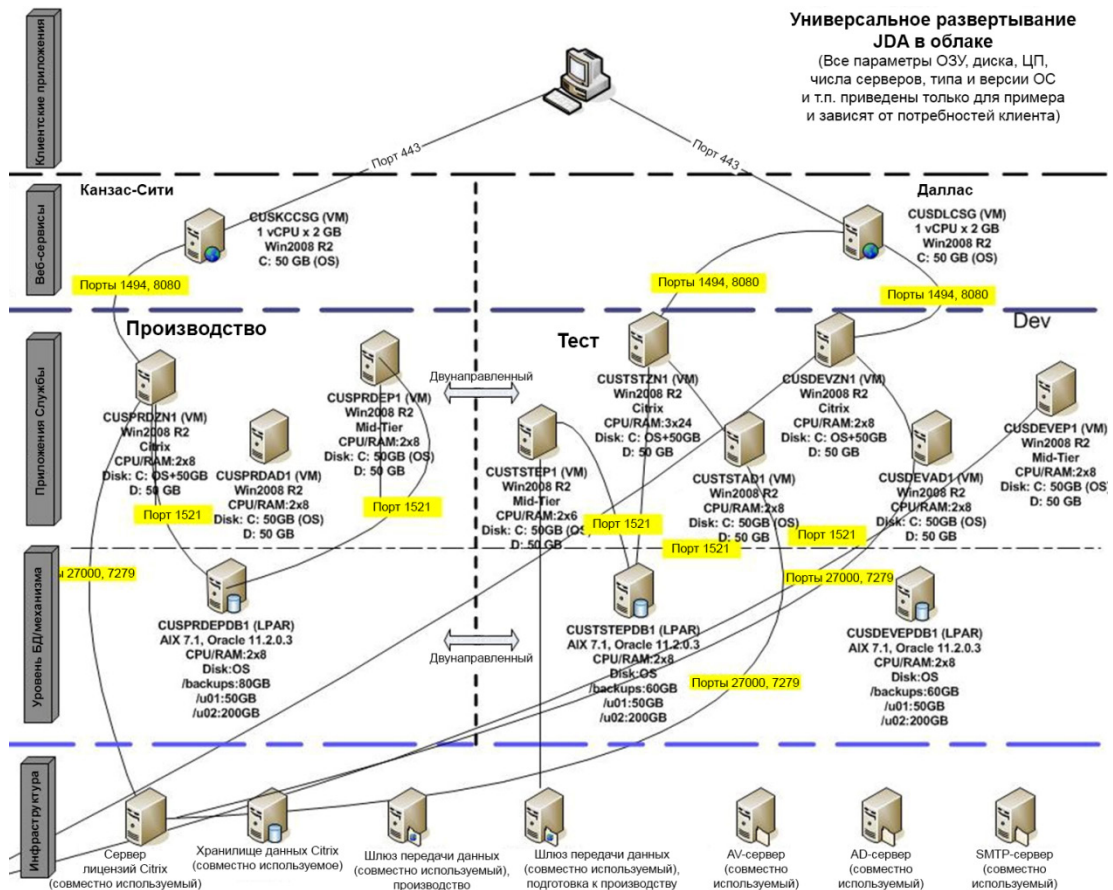 Универсальное развертывание
JDA в облаке
(Все параметры ОЗУ, диска, ЦП,
числа серверов, типа и версии ОС
и т.п. приведены только для примера
и зависят от потребностей клиента)
Клиентские приложения
Порт 443
Порт 443
Веб-сервисы
Канзас-Сити
CUSKCCSG (VM)
1 vCPU x 2 GB
Win2008 R2
C: 50 GB (OS)
Порты 1494, 8080
Даллас
CUSDLCSG (VM)
1 vCPU x 2 GB
Win2008 R2
C: 50 GB (OS)
Порты 1494, 8080
Порты 1494, 8080
Приложения Службы
Производство
Тест
Dev
CUSPRDZN1 (VM)
Win2008 R2
Citrix
CPU/RAM:2x8
Disk: C: OS+50GB
D: 50 GB
CUSPRDAD1 (VM)
Win2008 R2
CPU/RAM:2x8
Disk: C: 50GB (OS)
D: 50 GB
CUSPRDEP1 (VM)
Win2008 R2
Mid-Tier
CPU/RAM:2x8
Disk: C: 50GB (OS)
D: 50 GB
Двунаправленный
CUSTSTEP1 (VM)
Win2008 R2
Mid-Tier
CPU/RAM:2x6
Disk: C: 50GB (OS)
D: 50 GB
CUSTSTZN1 (VM)
Win2008 R2
Citrix
CPU/RAM:3x24
Disk: C: OS+50GB
D: 50 GB
CUSTSTAD1 (VM)
Win2008 R2
CPU/RAM:2x8
Disk: C: 50GB (OS)
D: 50 GB
CUSDEVZN1 (VM)
Win2008 R2
Citrix
CPU/RAM:2x8
Disk: C: OS+50GB
D: 50 GB
CUSDEVAD1 (VM)
Win2008 R2
CPU/RAM:2x8
Disk: C: 50GB (OS)
D: 50 GB
CUSDEVEP1 (VM)
Win2008 R2
Mid-Tier
CPU/RAM:2x8
Disk: C: 50GB (OS)
D: 50 GB
Порт 1521
Порт 1521
Порт 1521
Порт 1521
Порт 1521
Уровень БД/механизма
ы 27000, 7279
Порты 27000, 7279
CUSPRDEPDB1 (LPAR)
AIX 7.1, Oracle 11.2.0.3
CPU/RAM:2x8
Disk:OS
/backups:80GB
/u01:50GB
/u02:200GB
Двунаправленный
CUSTSTEPDB1 (LPAR)
AIX 7.1, Oracle 11.2.0.3
CPU/RAM:2x8
Disk:OS
/backups:60GB
/u01:50GB
/u02:200GB
Порты 27000, 7279
CUSDEVEPDB1 (LPAR)
AIX 7.1, Oracle 11.2.0.3
CPU/RAM:2x8
Disk:OS
/backups:60GB
/u01:50GB
/u02:200GB
Инфраструктура
Сервер
лицензий Citrix
(совместно используемый)
Хранилище данных Citrix
(совместно используемое)
Шлюз передачи данных
(совместно используемый),
производство
Шлюз передачи данных
(совместно используемый),
подготовка к производству
AV-сервер
(совместно
используемый)
AD-сервер
(совместно
используемый)
SMTP-сервер
(совместно
используемый)